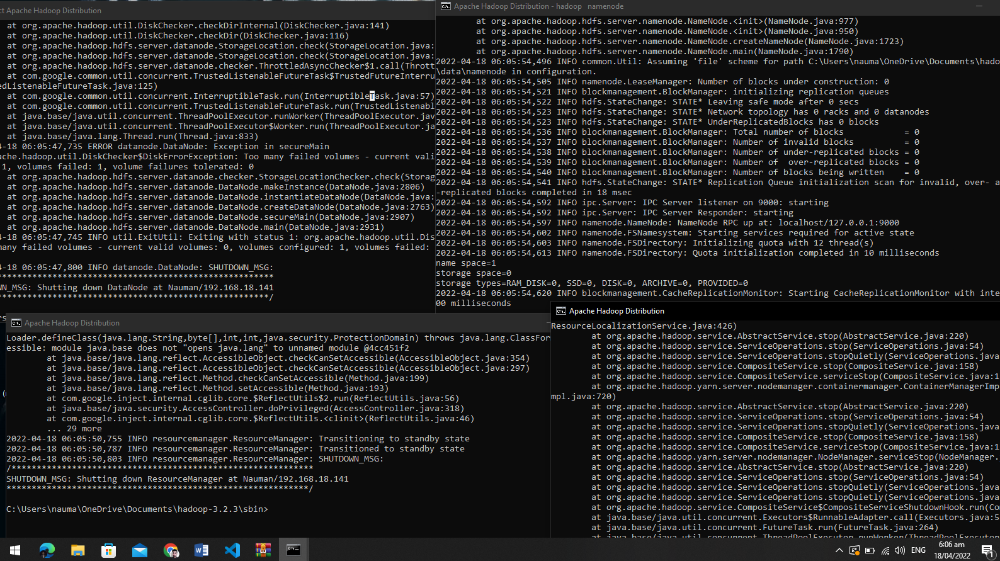 ct Apache Hadoop Distribution
at org.apache.hadoop.util.DiskChecker.checkDirInternal(DiskChecker.java:141)
at org.apache.hadoop.util.DiskChecker.checkDir(DiskChecker.java:116)
at org.apache.hadoop.hdfs.server.datanode.StorageLocation.check(StorageLocation.java:
at org.apache.hadoop.hdfs.server.datanode.StorageLocation.check(StorageLocation.java:
at org.apache.hadoop.hdfs.server.datanode.checker.ThrottledAsyncChecker$1.call(Thrott
at com.google.common.util.concurrent.TrustedListenableFutureTask$TrustedFutureInterru
edListenableFutureTask.java:125)
at com.google.common.util.concurrent.InterruptibleTask.run(InterruptibleTask.java:57)
at com.google.common.util.concurrent.TrustedListenableFutureTask.run(TrustedListenabl
at java.base/java.util.concurrent.ThreadPoolExecutor.runWorker(ThreadPoolExecutor.jav
at java.base/java.util.concurrent.ThreadPoolExecutor$Worker.run(ThreadPoolExecutor.ja
at java.base/java.lang.Thread.run(Thread.java:833)
4-18 06:05:47,735 ERROR datanode.DataNode: Exception in secureMain
ache.hadoop.util.DiskChecker$DiskErrorException: Too many failed volumes - current vali
1, volumes failed: 1, volume failures tolerated: 0
at org.apache.hadoop.hdfs.server.datanode.checker.StorageLocationChecker.check(Storag
at org.apache.hadoop.hdfs.server.datanode.DataNode.makeInstance(DataNode.java:2806)
at org.apache.hadoop.hdfs.server.datanode.DataNode.instantiateDataNode(DataNode.java:
at org.apache.hadoop.hdfs.server.datanode.DataNode.createDataNode(DataNode.java:2763)
at org.apache.hadoop.hdfs.server.datanode.DataNode.secureMain(DataNode.java:2907)
at org.apache.hadoop.hdfs.server.datanode.DataNode.main(DataNode.java:2931)
4-18 06:05:47,745 INFO util.ExitUtil: Exiting with status 1: org.apache.hadoop.util.Dis
many failed volumes - current valid volumes: 0, volumes configured: 1, volumes failed:
4-18 06:05:47,800 INFO datanode.DataNode: SHUTDOWN_MSG:
******************************************************
WN_MSG: Shutting down DataNode at Nauman/192.168.18.141
*****************************************************/
ers
Apache Hadoop Distribution - hadoop namenode
at org.apache.hadoop.hdfs.server.namenode.NameNode.<init>(NameNode.java:977)
at org.apache.hadoop.hdfs.server.namenode.NameNode.<init>(NameNode.java:950)
at org.apache.hadoop.hdfs.server.namenode.NameNode.createNameNode(NameNode.java:1723)
at org.apache.hadoop.hdfs.server.namenode.NameNode.main(NameNode.java:1790)
2022-04-18 06:05:54,496 INFO common.Util: Assuming 'file' scheme for path C:\Users\nauma\OneDrive\Documents\hado
\data\namenode in configuration.
2022-04-18 06:05:54,505 INFO namenode.LeaseManager: Number of blocks under construction: 0
2022-04-18 06:05:54,521 INFO blockmanagement.BlockManager: initializing replication queues
2022-04-18 06:05:54,522 INFO hdfs.StateChange: STATE* Leaving safe mode after 0 secs
2022-04-18 06:05:54,523 INFO hdfs.StateChange: STATE* Network topology has 0 racks and 0 datanodes
2022-04-18 06:05:54,523 INFO hdfs.StateChange: STATE* UnderReplicatedBlocks has 0 blocks
2022-04-18 06:05:54,536 INFO blockmanagement.BlockManager: Total number of blocks = 0
2022-04-18 06:05:54,537 INFO blockmanagement.BlockManager: Number of invalid blocks = 0
2022-04-18 06:05:54,538 INFO blockmanagement.BlockManager: Number of under-replicated blocks = 0
2022-04-18 06:05:54,539 INFO blockmanagement.BlockManager: Number of over-replicated blocks = 0
2022-04-18 06:05:54,540 INFO blockmanagement.BlockManager: Number of blocks being written = 0
2022-04-18 06:05:54,541 INFO hdfs.StateChange: STATE* Replication Queue initialization scan for invalid, over- a
-replicated blocks completed in 18 msec
2022-04-18 06:05:54,592 INFO ipc.Server: IPC Server listener on 9000: starting
2022-04-18 06:05:54,592 INFO ipc.Server: IPC Server Responder: starting
2022-04-18 06:05:54,597 INFO namenode.NameNode: NameNode RPC up at: localhost/127.0.0.1:9000
2022-04-18 06:05:54,602 INFO namenode.FSNamesystem: Starting services required for active state
2022-04-18 06:05:54,603 INFO namenode.FSDirectory: Initializing quota with 12 thread(s)
2022-04-18 06:05:54,613 INFO namenode.FSDirectory: Quota initialization completed in 10 milliseconds
name space=1
storage space=0
storage types=RAM_DISK=0, SSD=0, DISK=0, ARCHIVE=0, PROVIDED=0
2022-04-18 06:05:54,620 INFO blockmanagement.CacheReplicationMonitor: Starting CacheReplicationMonitor with inte
00 milliseconds
Apache Hadoop Distribution
Loader.defineClass(java.lang.String,byte[],int,int,java.security.ProtectionDomain) throws java.lang.ClassFor
essible: module java.base does not "opens java.lang" to unnamed module @4cc451f2
at java.base/java.lang.reflect.AccessibleObject.checkCanSetAccessible(AccessibleObject.java:354)
at java.base/java.lang.reflect.AccessibleObject.checkCanSetAccessible(AccessibleObject.java:297)
at java.base/java.lang.reflect.Method.checkCanSetAccessible(Method.java:199)
at java.base/java.lang.reflect.Method.setAccessible(Method.java:193)
at com.google.inject.internal.cglib.core.$ReflectUtils$2.run(ReflectUtils.java:56)
at java.base/java.security.AccessController.doPrivileged(AccessController.java:318)
at com.google.inject.internal.cglib.core.$ReflectUtils.<clinit>(ReflectUtils.java:46)
... 29 more
2022-04-18 06:05:50,755 INFO resourcemanager.ResourceManager: Transitioning to standby state
2022-04-18 06:05:50,787 INFO resourcemanager.ResourceManager: Transitioned to standby state
2022-04-18 06:05:50,803 INFO resourcemanager.ResourceManager: SHUTDOWN_MSG:
/************************************************************
SHUTDOWN_MSG: Shutting down ResourceManager at Nauman/192.168.18.141
************************************************************/
C:\Users\nauma\OneDrive\Documents\hadoop-3.2.3\sbin>
Apache Hadoop Distribution
ResourceLocalizationService.java:426)
at org.apache.hadoop.service.AbstractService.stop(AbstractService.java:220)
at org.apache.hadoop.service.ServiceOperations.stop(ServiceOperations.java:54)
at org.apache.hadoop.service.ServiceOperations.stopQuietly(ServiceOperations.java
at org.apache.hadoop.service.CompositeService.stop(CompositeService.java:158)
at org.apache.hadoop.service.CompositeService.serviceStop(CompositeService.java:1
at org.apache.hadoop.yarn.server.nodemanager.containermanager.ContainerManagerImp
mpl.java:720)
at org.apache.hadoop.service.AbstractService.stop(AbstractService.java:220)
at org.apache.hadoop.service.ServiceOperations.stop(ServiceOperations.java:54)
at org.apache.hadoop.service.ServiceOperations.stopQuietly(ServiceOperations.java
at org.apache.hadoop.service.CompositeService.stop(CompositeService.java:158)
at org.apache.hadoop.service.CompositeService.serviceStop(CompositeService.java:1
at org.apache.hadoop.yarn.server.nodemanager.NodeManager.serviceStop(NodeManager.
at org.apache.hadoop.service.AbstractService.stop(AbstractService.java:220)
at org.apache.hadoop.service.ServiceOperations.stop(ServiceOperations.java:54)
at org.apache.hadoop.service.ServiceOperations.stopQuietly(ServiceOperations.java
at org.apache.hadoop.service.ServiceOperations.stopQuietly(ServiceOperations.java
at org.apache.hadoop.service.CompositeService$CompositeServiceShutdownHook.run(Co
at java.base/java.util.concurrent.Executors$RunnableAdapter.call(Executors.java:5
at java.base/java.util.concurrent.FutureTask.run(FutureTask.java:264)
at java.base/java.util.concurrent.ThreadPoolExecutor.runWorker(ThreadPoolExecutor
ENG
6:06 am
18/04/2022
1